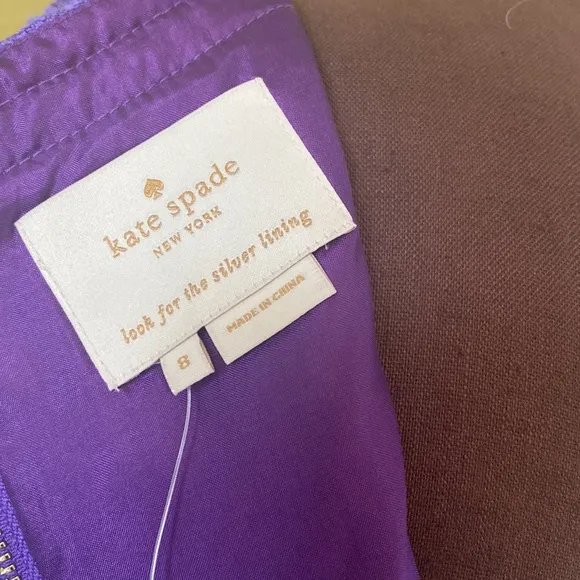 kate spade
NEW YORK
look for the silver lining
8
MADE IN CHINA